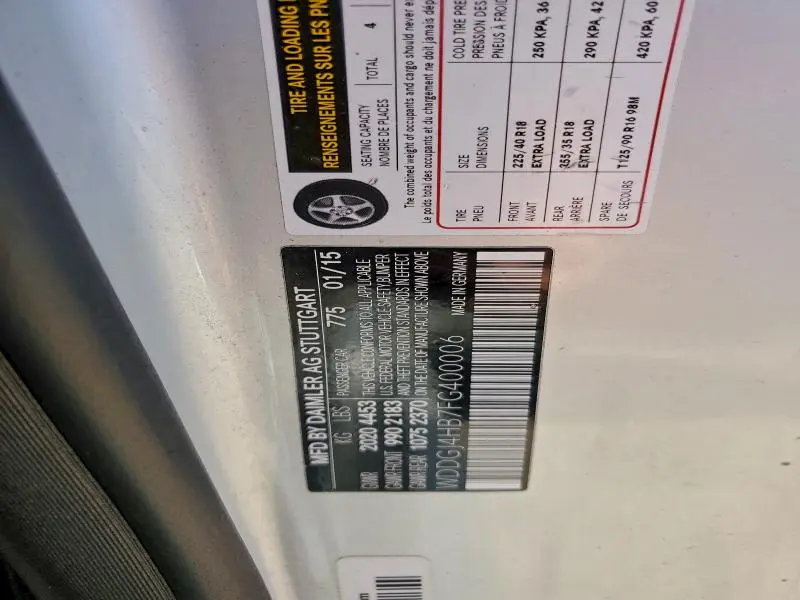 TIRE AND LOADING
RENSEIGNEMENTS SUR LES PN
SEATING CAPACITY
NOMBRE DE PLACES
TOTAL 4
The combined weight of occupants and cargo should never
Le poids total des occupants et du chargement ne doit jamais
TIRE
PNEU
SIZE
DIMENSIONS
COLD TIRE
PRESSION DES
PNEUS À
FRONT
AVANT
225/40 R18
EXTRA LOAD
250 KPA, 36
REAR
ARRIÈRE
255/35 R18
EXTRA LOAD
290 KPA, 42
SPARE
DE SECOURS
T125/90 R16 98M
420 KPA, 60
MFD BY DAIMLER AG STUTTGART
KG LBS PASSENGER CAR 775 01/15
GVWR 2020 4453 THIS VEHICLE CONFORMS TO ALL APPLICABLE
GAWR FRONT 990 2183 U.S. FEDERAL MOTOR VEHICLE SAFETY, BUMPER
GAWR REAR 1075 2370 AND THEFT PREVENTION STANDARDS IN EFFECT
ON THE DATE OF MANUFACTURE SHOWN ABOVE
WDDGJ4HB7FG400006 MADE IN GERMANY